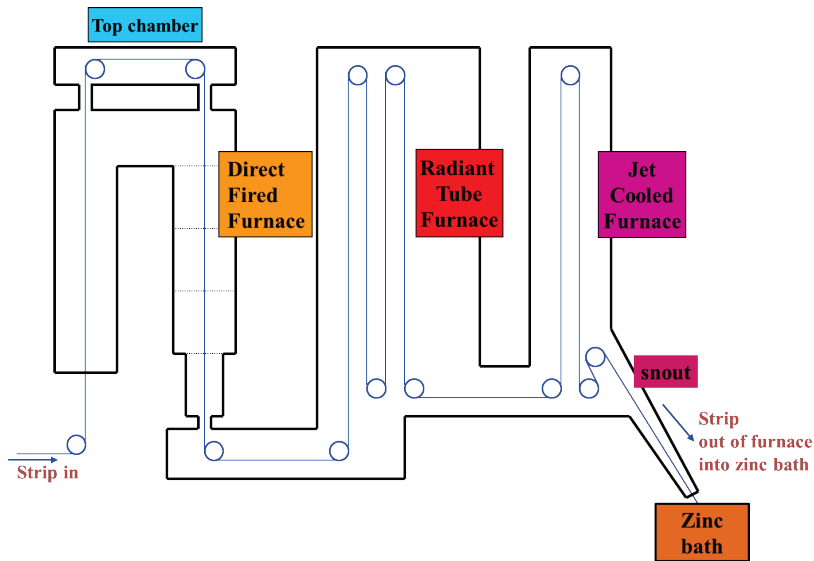 Top chamber
Direct
Fired
Furnace
Radiant
Tube
Furnace
Jet
Cooled
Furnace
snout
Strip
out of furnace
into zinc bath
Strip in
Zinc
bath